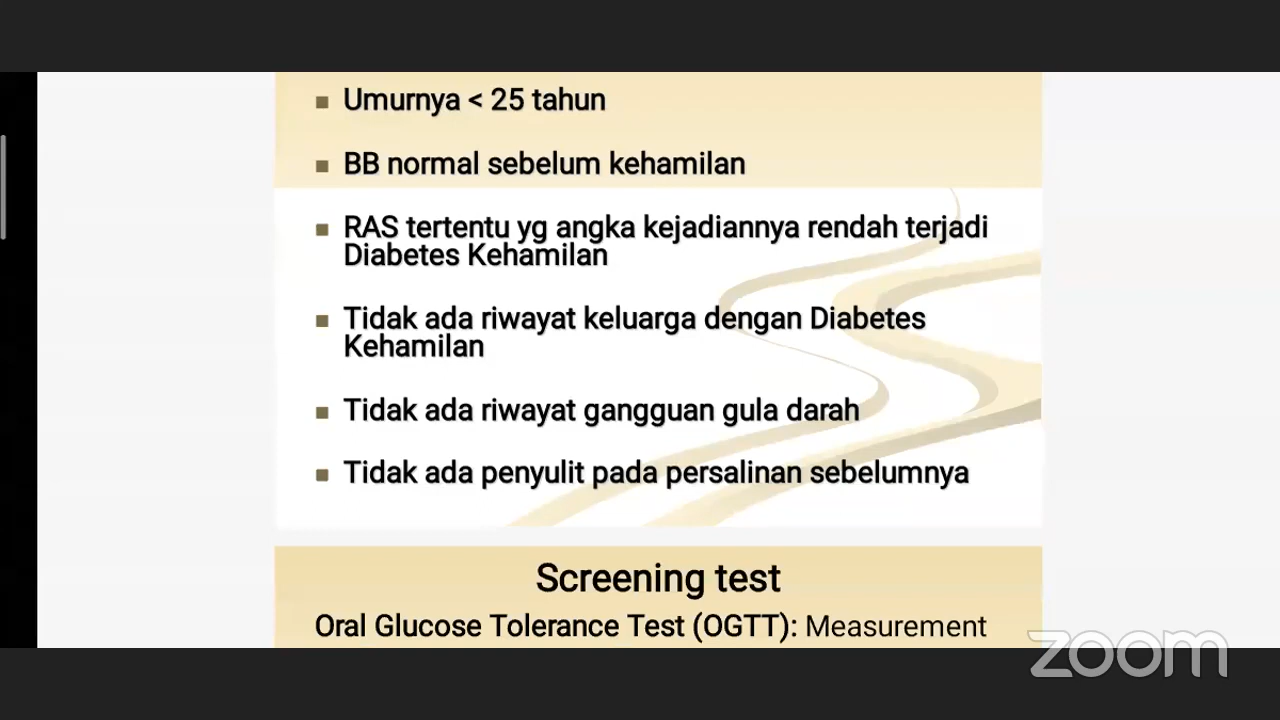 ▪ Umurnya < 25 tahun
▪ BB normal sebelum kehamilan
▪ RAS tertentu yg angka kejadiannya rendah terjadi
Diabetes Kehamilan
▪ Tidak ada riwayat keluarga dengan Diabetes
Kehamilan
▪ Tidak ada riwayat gangguan gula darah
▪ Tidak ada penyulit pada persalinan sebelumnya
Screening test
Oral Glucose Tolerance Test (OGTT): Measurement
zoom